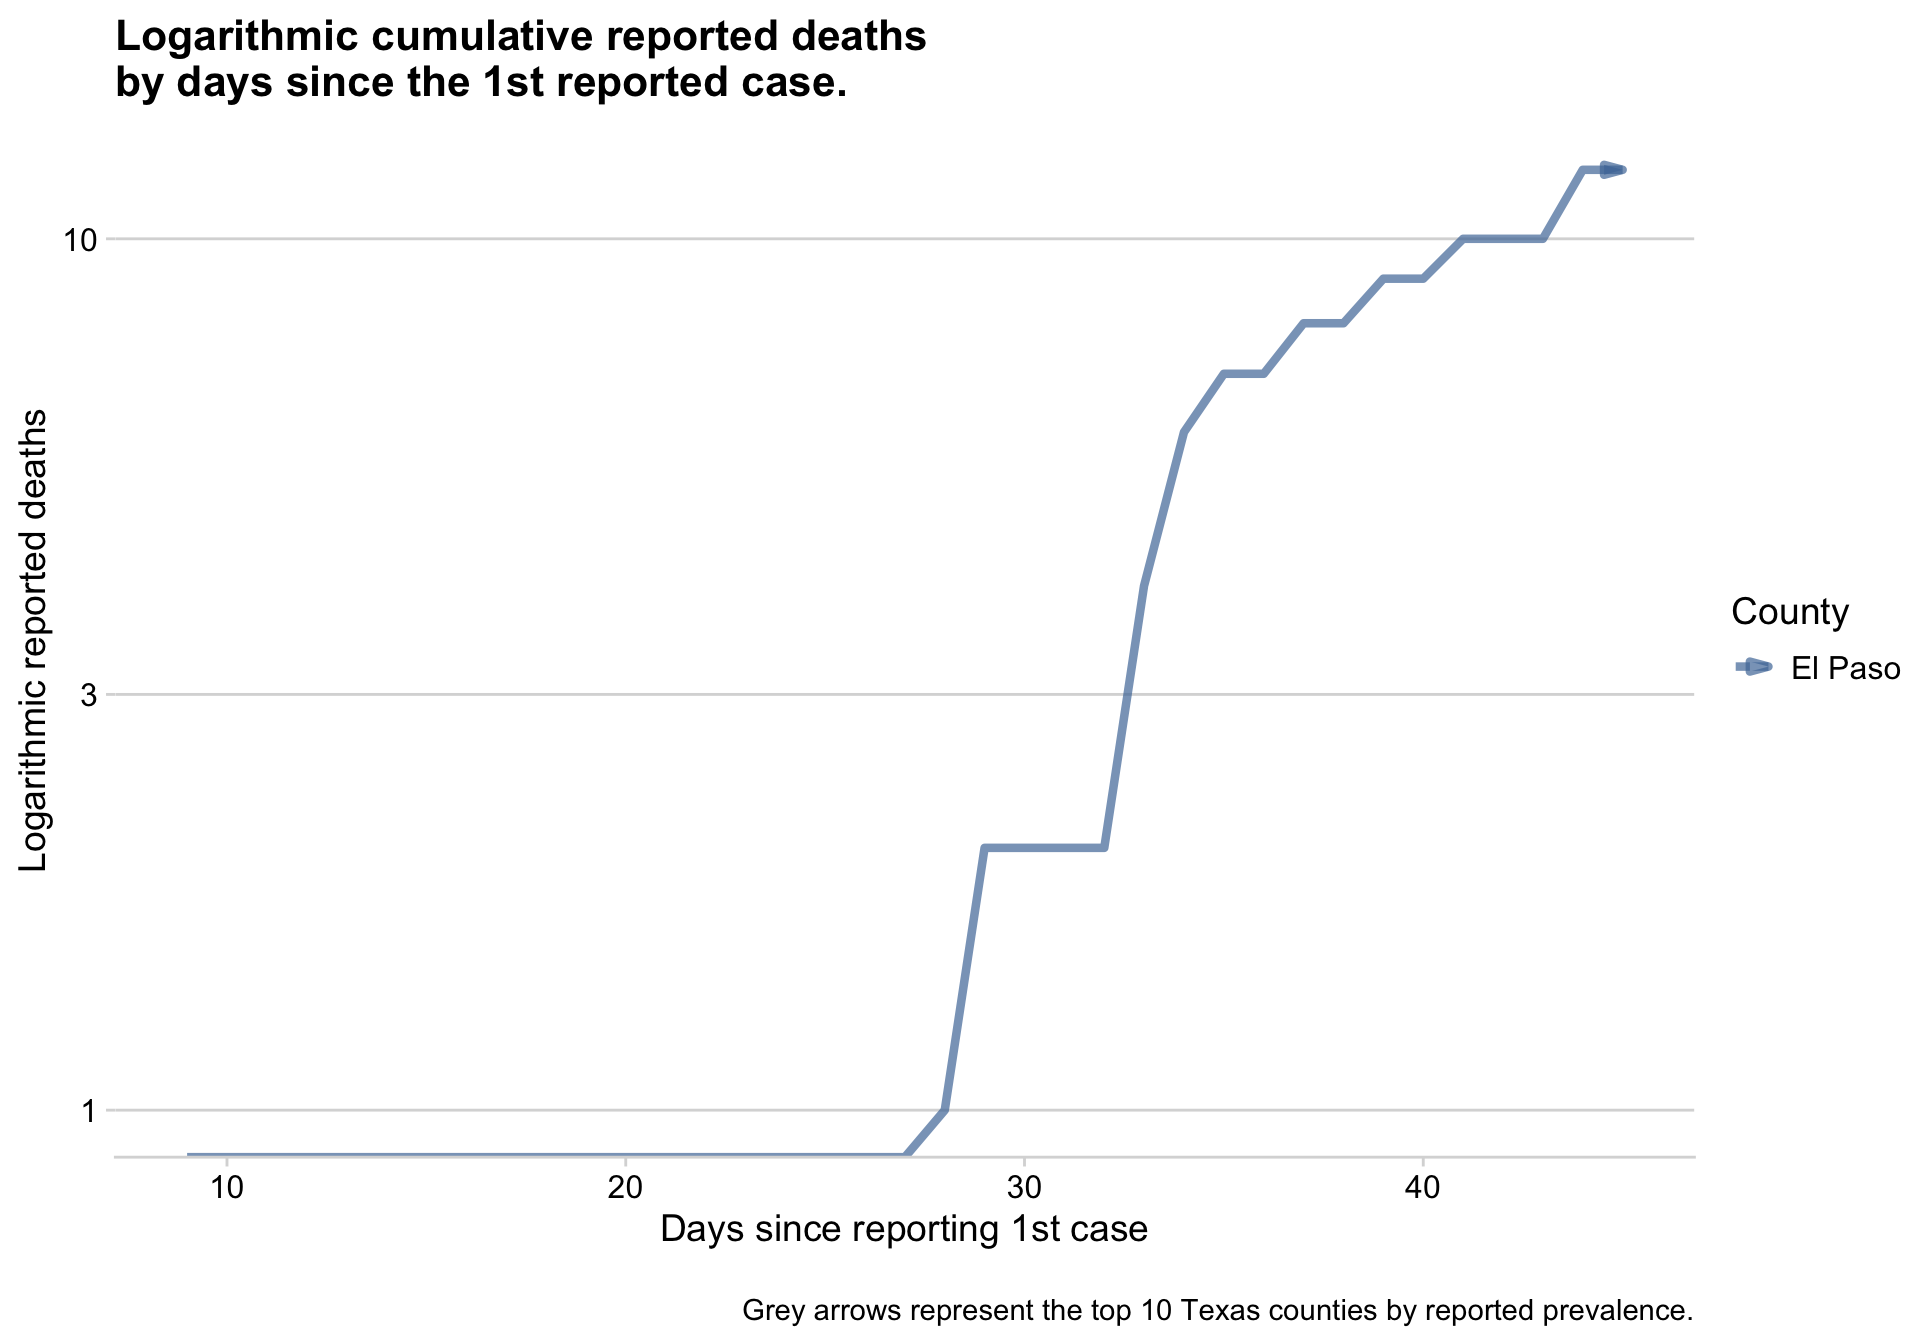 Logarithmic cumulative reported deaths
by days since the 1st reported case.
10
3
1
Logarithmic reported deaths
10 20 30 40
Days since reporting 1st case
County
El Paso
Grey arrows represent the top 10 Texas counties by reported prevalence.